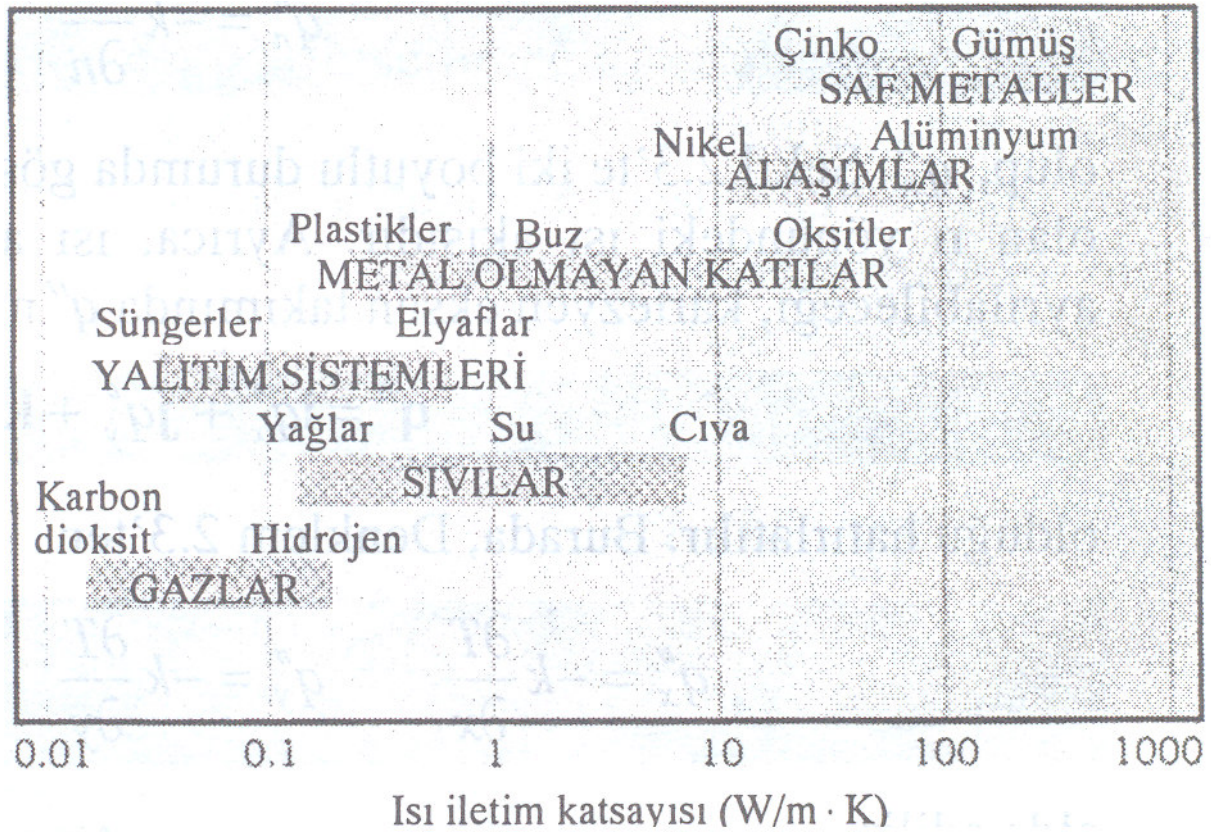 Çinko Gümüş
SAF METALLER
Nikel Alüminyum
ALAŞIMLAR
Plastikler Buz Oksitler
METAL OLMAYAN KATILAR
Süngerler Elyaflar
YALITIM SİSTEMLERİ
Yağlar Su Cıva
SIVILAR
Karbon
dioksit Hidrojen
GAZLAR
0.01 0.1 1 10 100 1000
Isı iletim katsayısı (W/m · K)